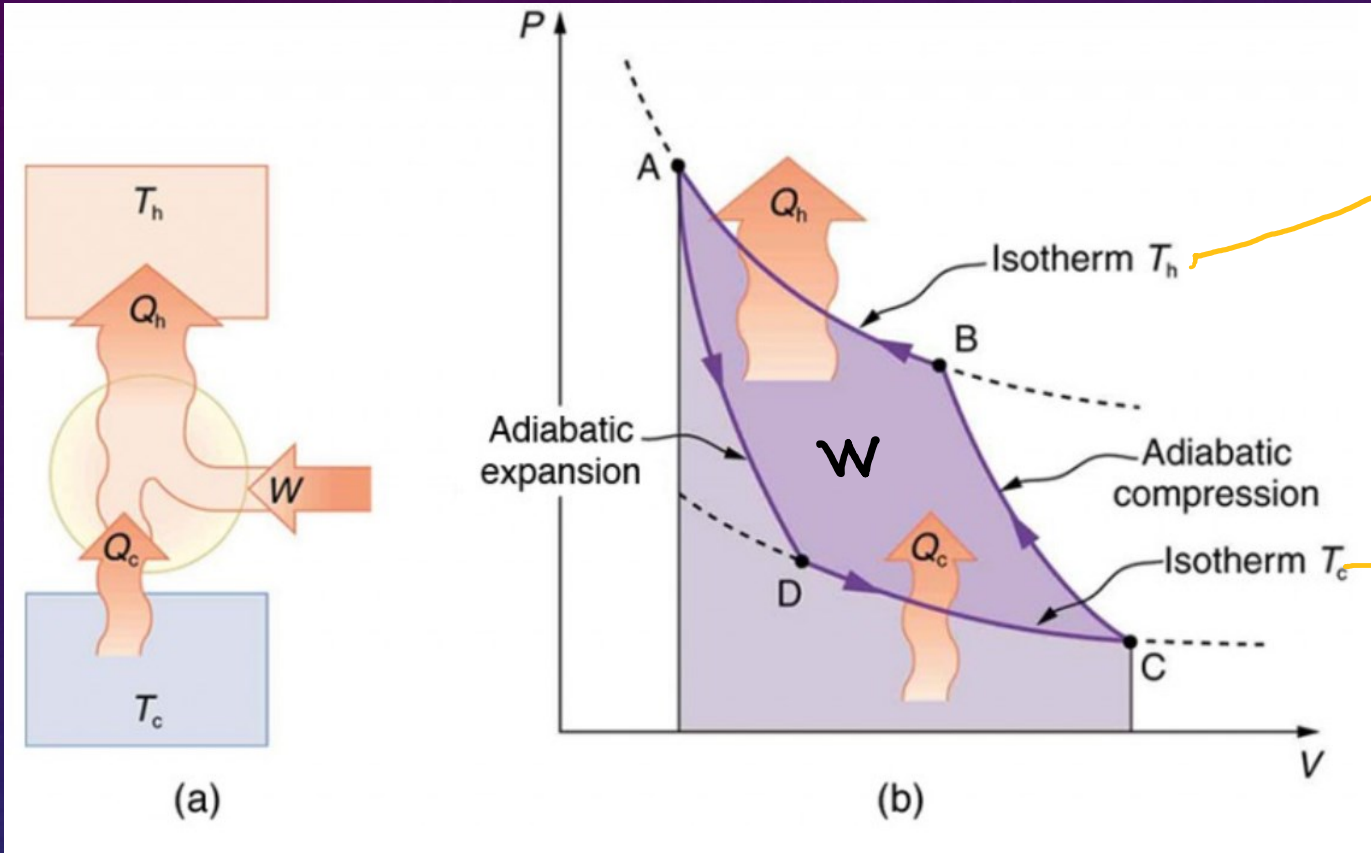 T_h
Q_h
W
Q_c
T_c
(a)
P
A
Q_h
Isotherm T_h
B
Adiabatic
expansion
W
Adiabatic
compression
Q_c
Isotherm T_c
D
C
V
(b)